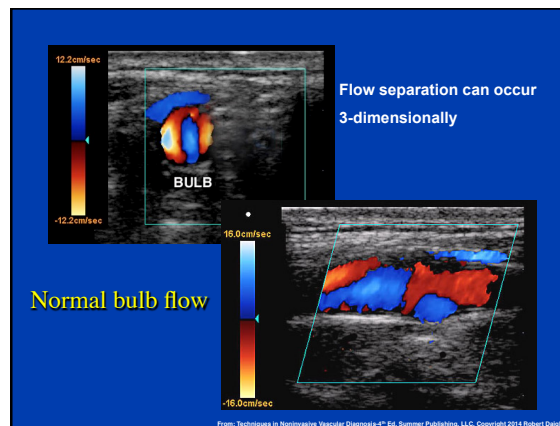 12.2cm/sec
-12.2cm/sec
BULB
Flow separation can occur
3-dimensionally
16.0cm/sec
-16.0cm/sec
Normal bulb flow
From: Techniques in Noninvasive Vascular Diagnosis-4th Ed. Summer Publishing, LLC. Copyright 2014 Robert